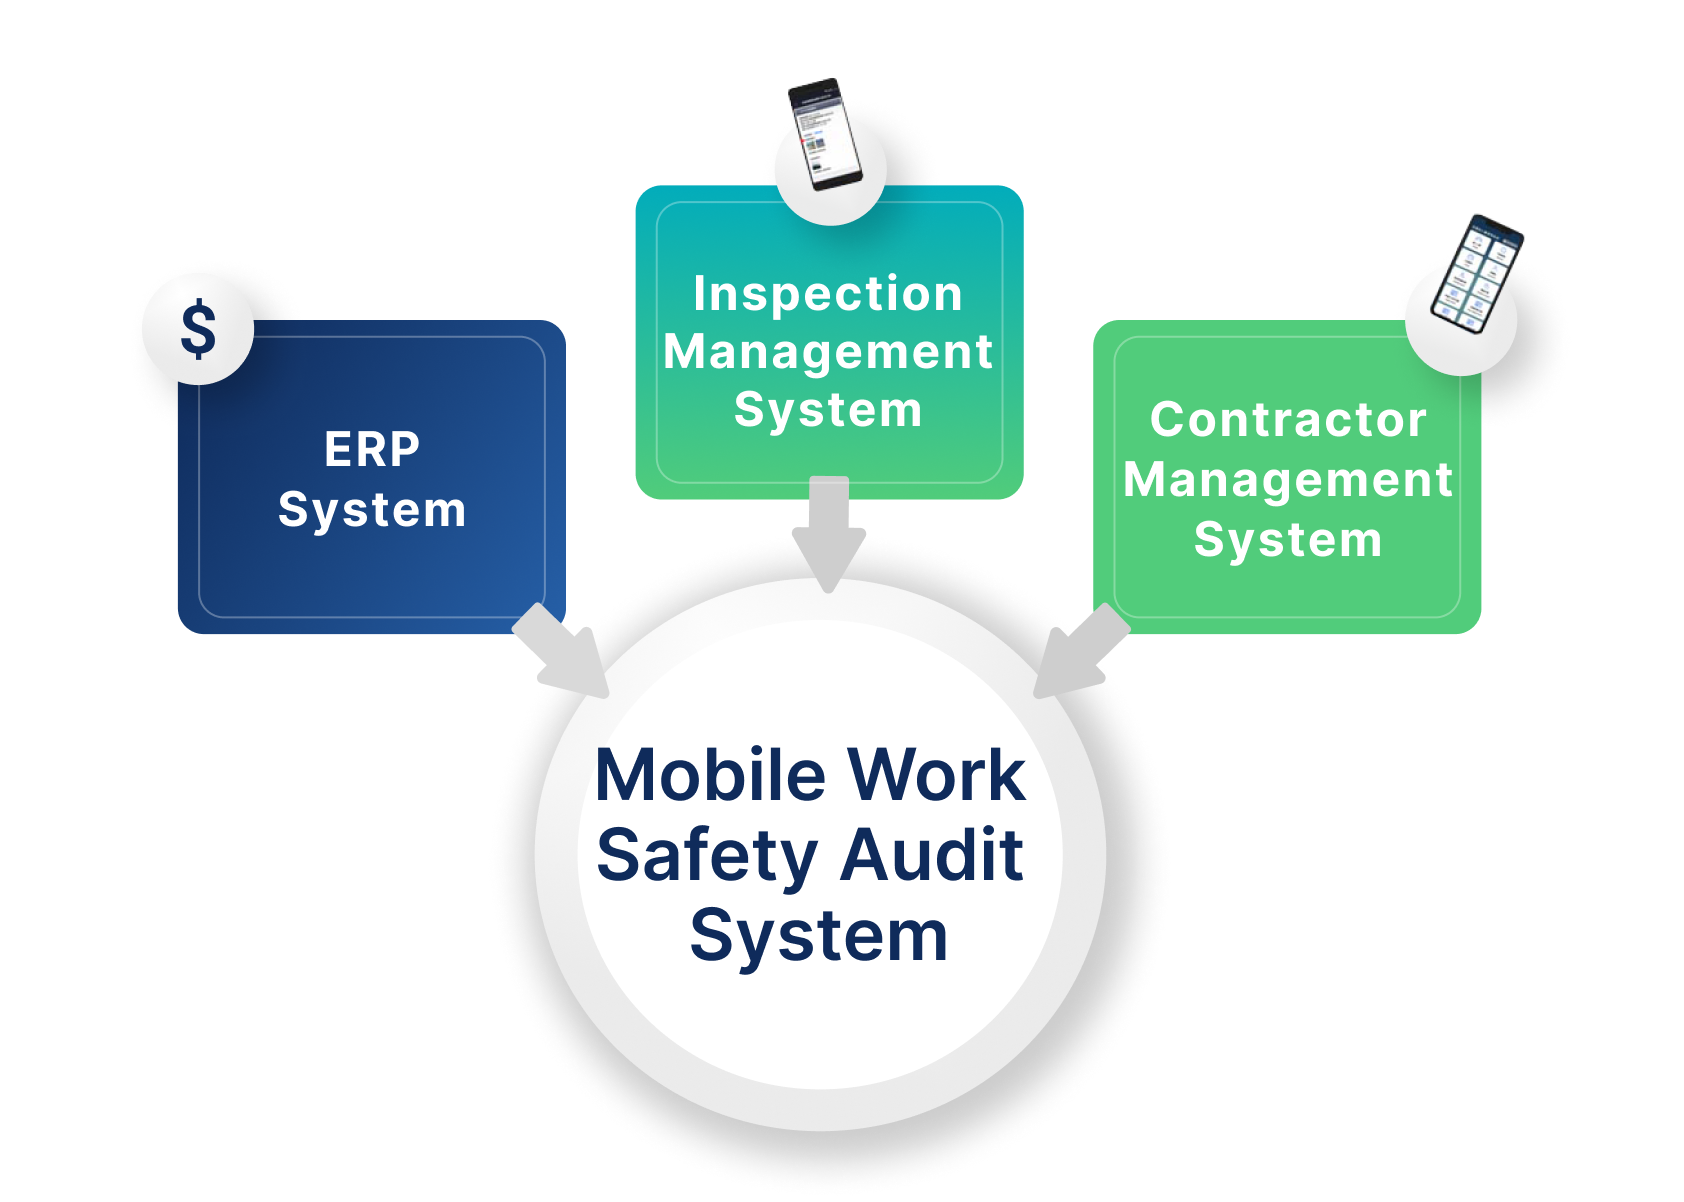 $
ERP
System
Inspection
Management
System
Contractor
Management
System
Mobile Work
Safety Audit
System